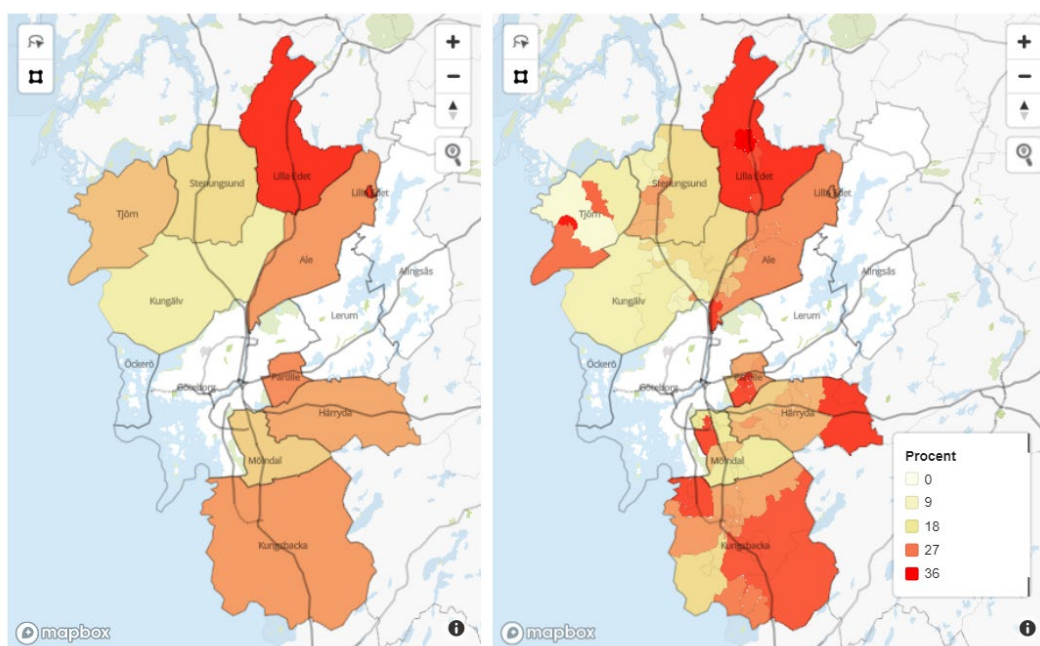 Stenungsund
Lilla Edet
Lilla Edet
Tjörn
Ale
Kungälv
Alingsås
Lerum
Öckerö
Göteborg
Partille
Härryda
Mölndal
Kungsbacka
mapbox
Stenungsund
Lilla Edet
Lilla Edet
Tjörn
Ale
Kungälv
Alingsås
Lerum
Öckerö
Göteborg
Partille
Härryda
Mölndal
Kungsbacka
Procent
0
9
18
27
36
mapbox